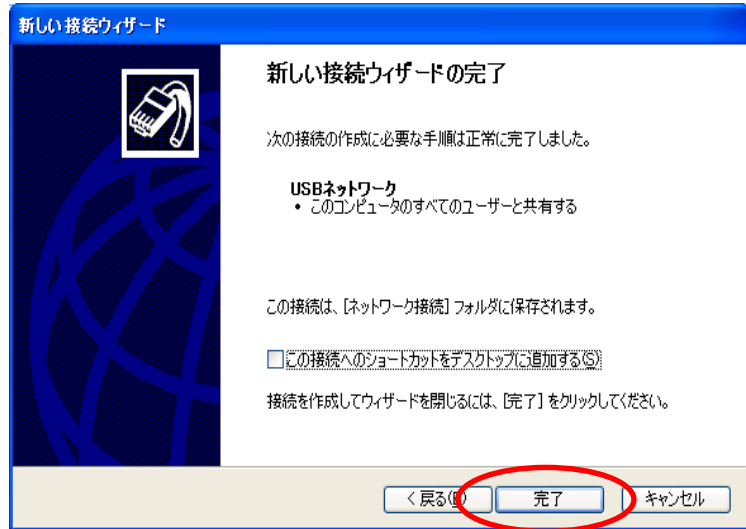 新しい接続ウィザード
新しい接続ウィザードの完了
次の接続の作成に必要な手順は正常に完了しました。
USBネットワーク
• このコンピュータのすべてのユーザーと共有する
この接続は、[ネットワーク接続] フォルダに保存されます。
この接続へのショートカットをデスクトップに追加する(S)
接続を作成してウィザードを閉じるには、[完了] をクリックしてください。
< 戻る(B) 完了 キャンセル